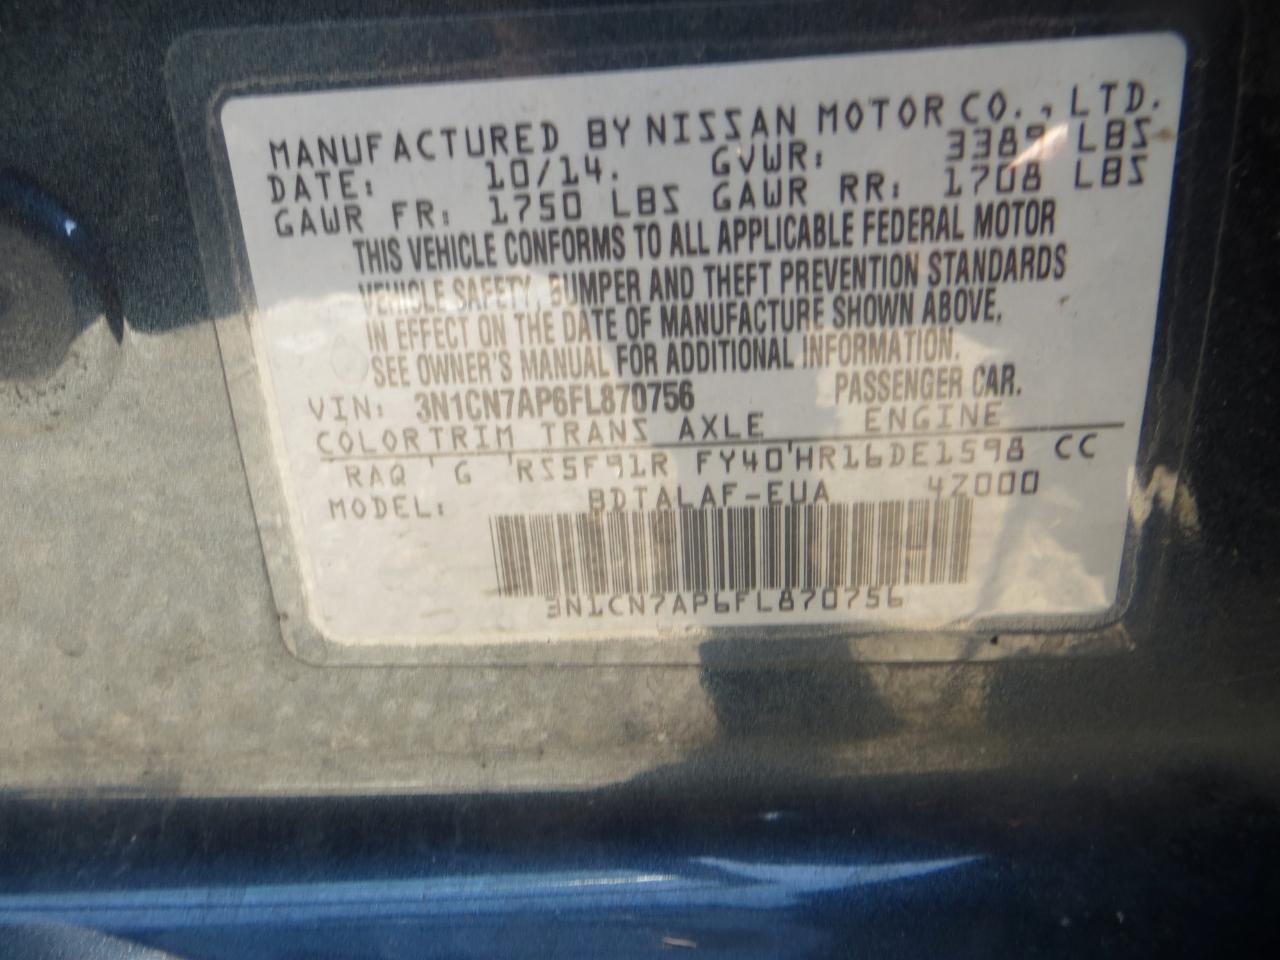 MANUFACTURED BY NISSAN MOTOR CO., LTD.
DATE: 10/14. GVWR: 3389 LBS
GAWR FR: 1750 LBS GAWR RR: 1708 LBS
THIS VEHICLE CONFORMS TO ALL APPLICABLE FEDERAL MOTOR
VEHICLE SAFETY, BUMPER AND THEFT PREVENTION STANDARDS
IN EFFECT ON THE DATE OF MANUFACTURE SHOWN ABOVE.
SEE OWNER'S MANUAL FOR ADDITIONAL INFORMATION.
VIN: 3N1CN7AP6FL870756 PASSENGER CAR.
COLOR TRIM TRANS AXLE ENGINE
RAQ ' G ' RS5F91R FY40'HR16DE1598 CC
MODEL: BDTALAF-EUA 4Z000
3N1CN7AP6FL870756